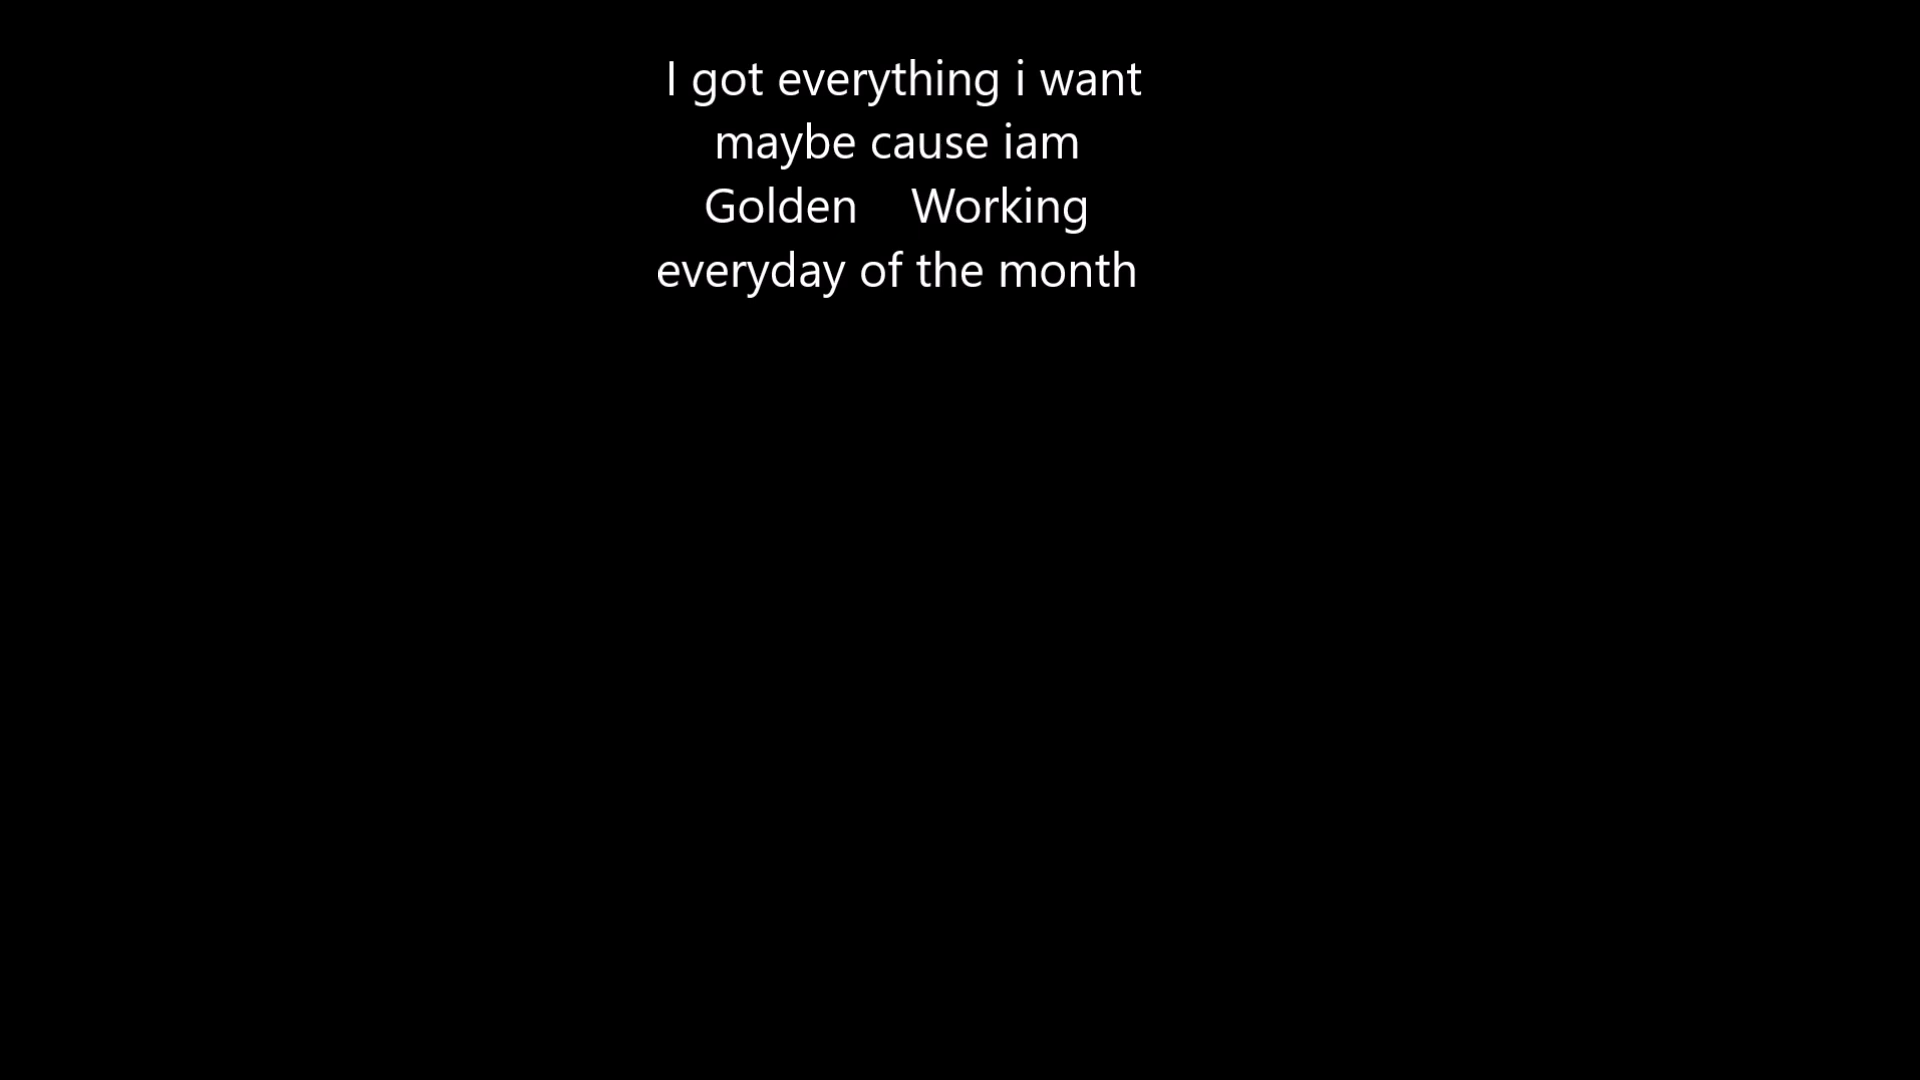 I got everything i want
maybe cause iam
Golden    Working
everyday of the month